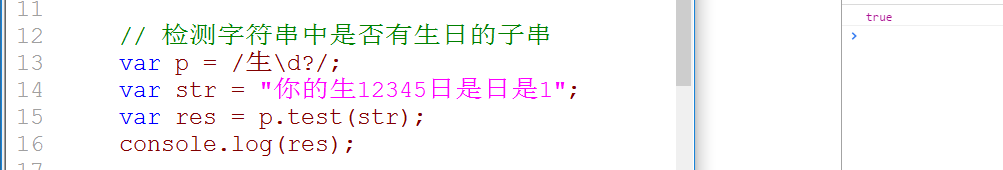 11
12 // 检测字符串中是否有生日的子串
13 var p = /生\d?/;
14 var str = "你的生12345日是日是1";
15 var res = p.test(str);
16 console.log(res);
17
true
>